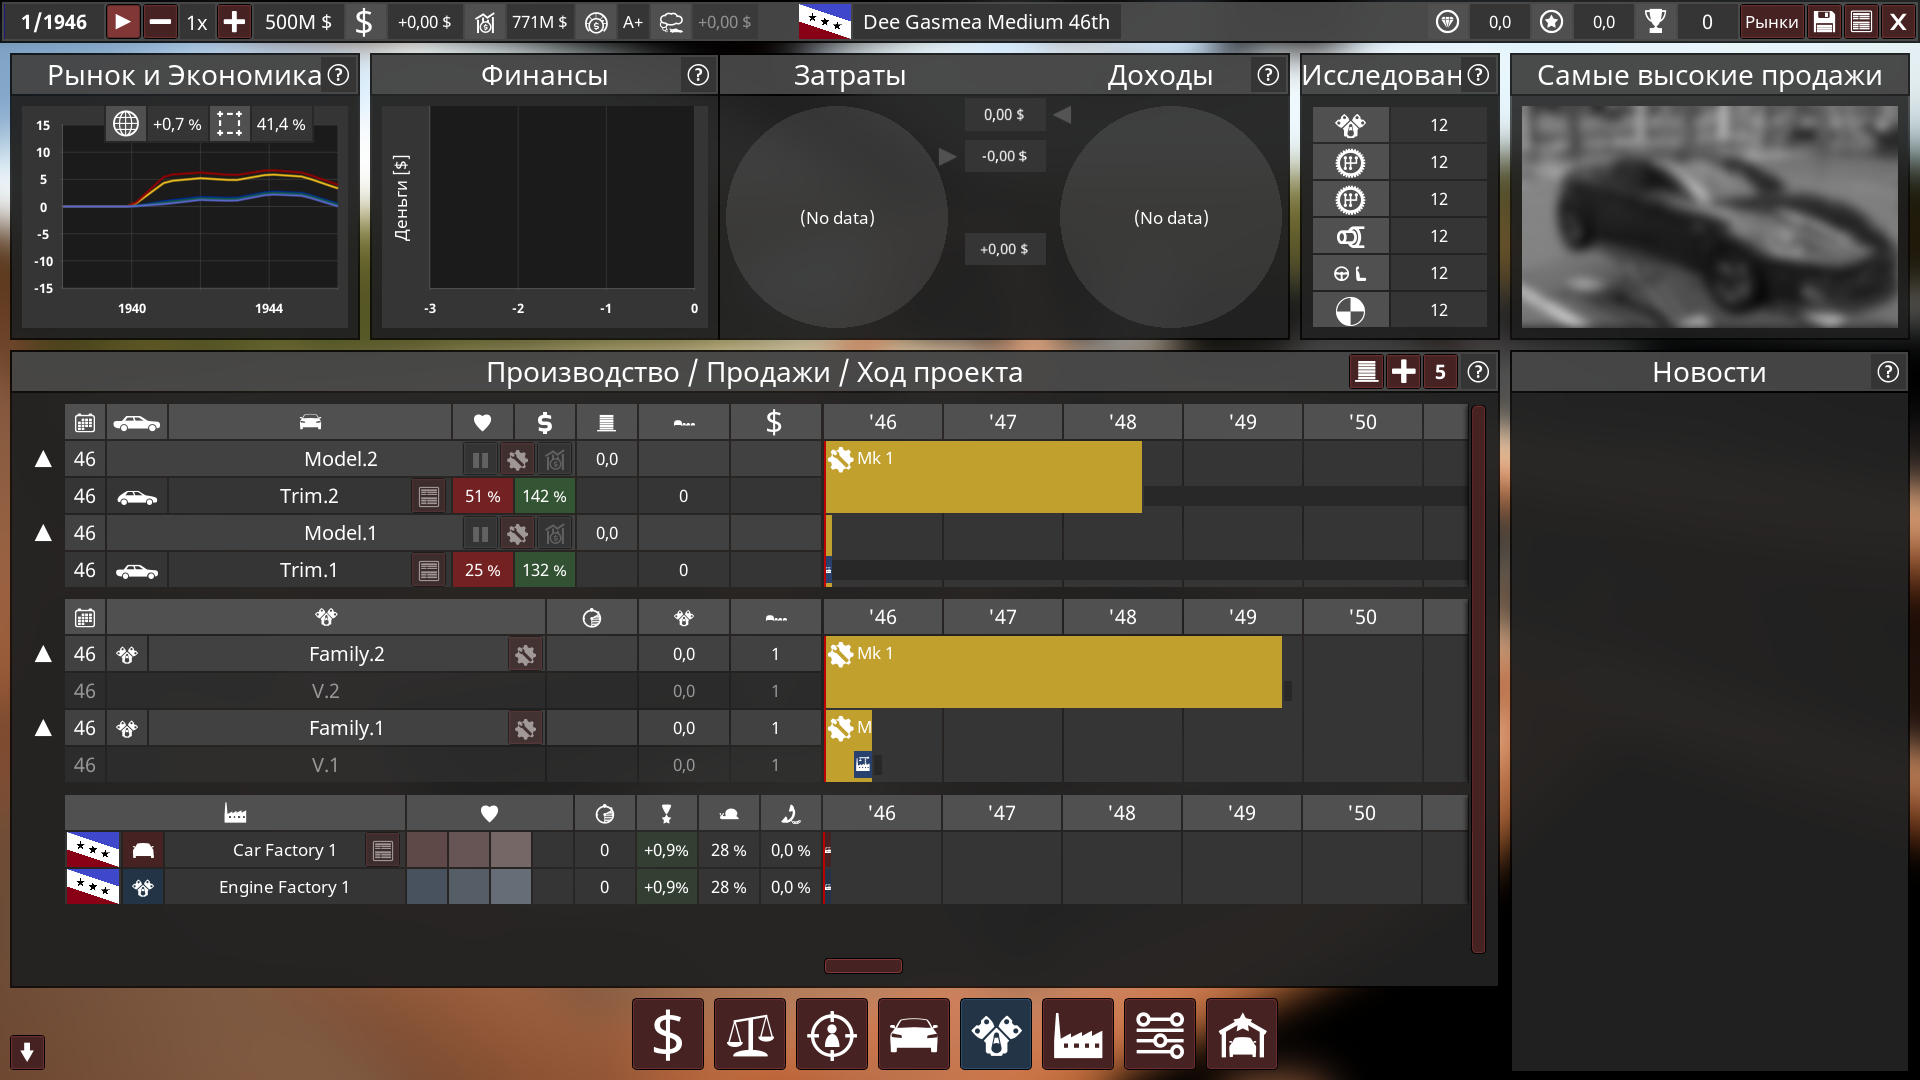 1/1946 1x 500M $ +0,00 $ 771M $ A+ +0,00 $ Dee Gasmea Medium 46th 0,0 0,0 0 Рынки X
Рынок и Экономика ?
+0,7 % 41,4 %
15
10
5
0
-5
-10
-15
1940 1944
Финансы ?
Деньги [$]
-3 -2 -1 0
Затраты Доходы ?
0,00 $
-0,00 $
(No data) (No data)
+0,00 $
Исследован ?
12
12
12
12
12
12
Самые высокие продажи
Производство / Продажи / Ход проекта 5 ?
$ $ '46 '47 '48 '49 '50
46 Model.2 0,0 Mk 1
46 Trim.2 51 % 142 % 0
46 Model.1 0,0
46 Trim.1 25 % 132 % 0
'46 '47 '48 '49 '50
46 Family.2 0,0 1 Mk 1
46 V.2 0,0 1
46 Family.1 0,0 1 M
46 V.1 0,0 1
'46 '47 '48 '49 '50
Car Factory 1 0 +0,9% 28 % 0,0 %
Engine Factory 1 0 +0,9% 28 % 0,0 %
Новости ?
$